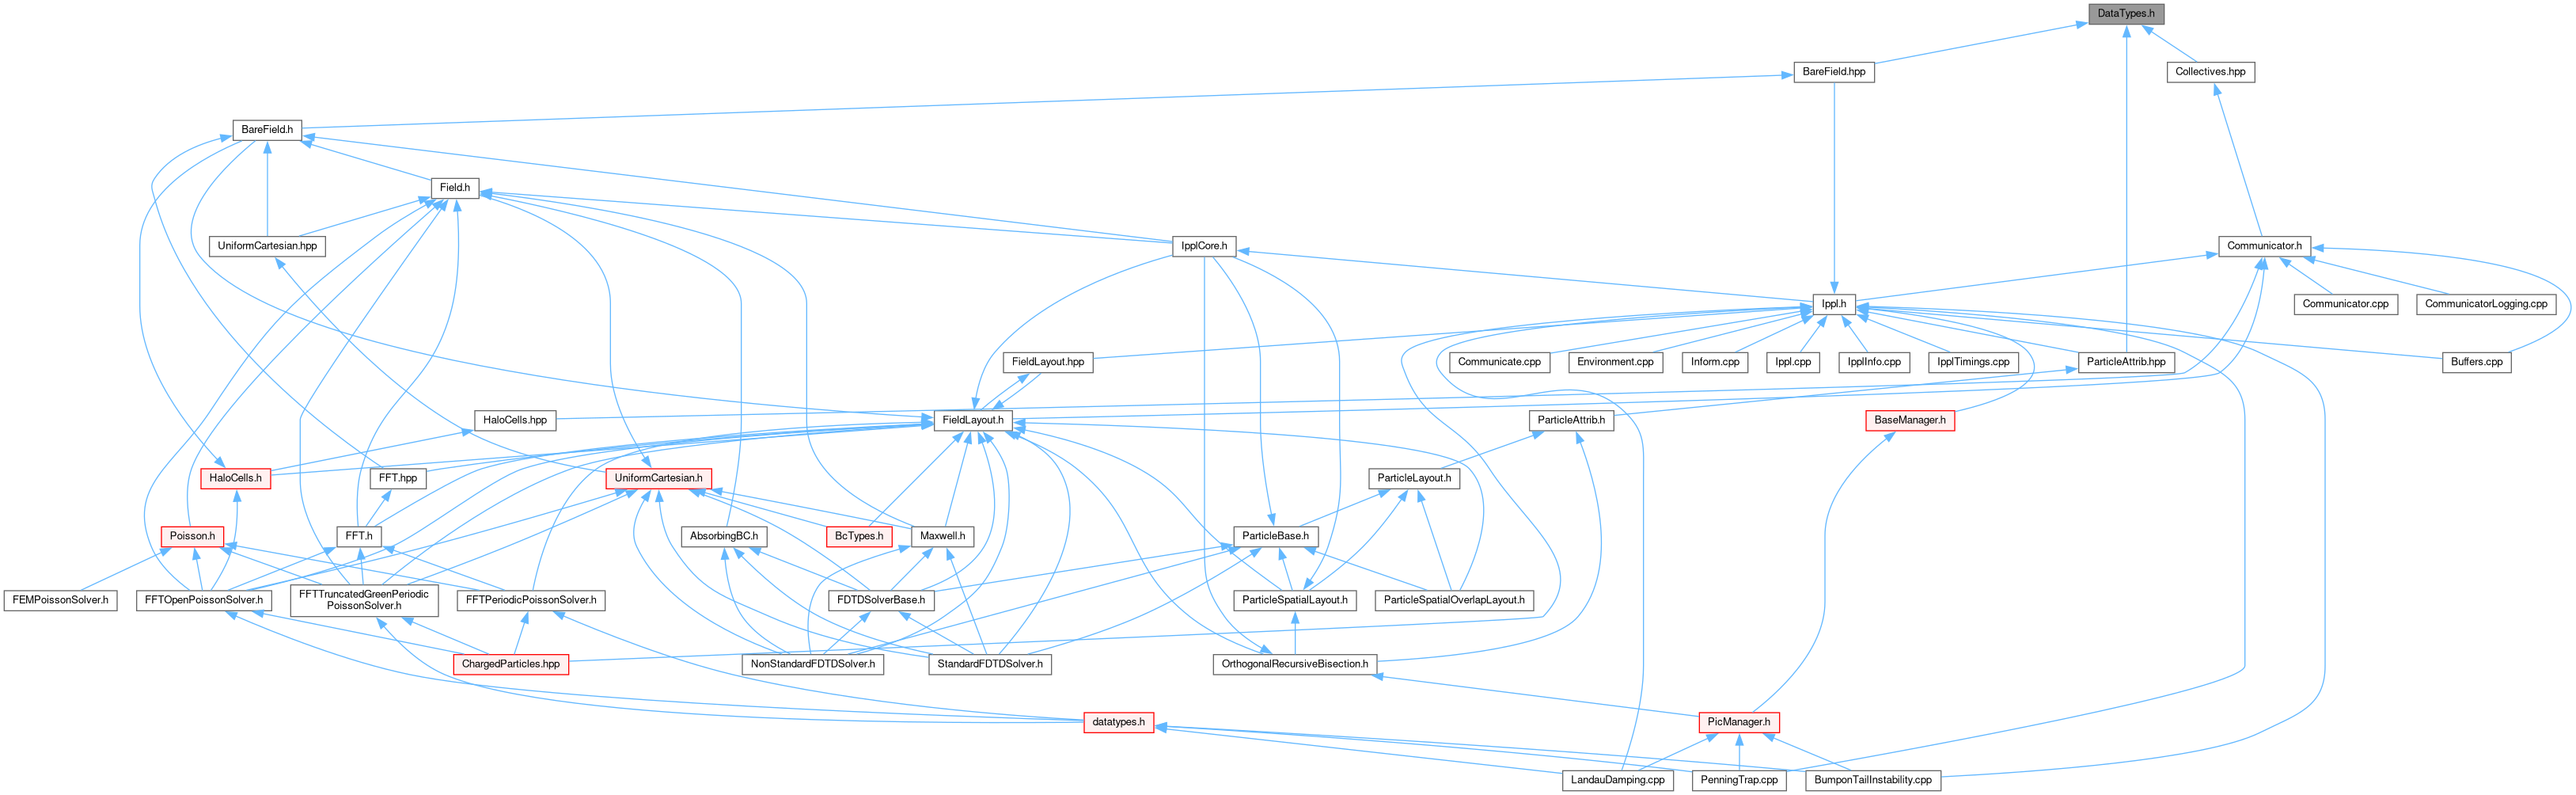 DataTypes.h
BareField.hpp
Collectives.hpp
BareField.h
Field.h
UniformCartesian.hpp
IpplCore.h
Communicator.h
Ippl.h
Communicator.cpp
CommunicatorLogging.cpp
FieldLayout.hpp
Communicate.cpp
Environment.cpp
Inform.cpp
Ippl.cpp
IpplInfo.cpp
IpplTimings.cpp
ParticleAttrib.hpp
Buffers.cpp
HaloCells.hpp
FieldLayout.h
ParticleAttrib.h
BaseManager.h
HaloCells.h
FFT.hpp
UniformCartesian.h
ParticleLayout.h
Poisson.h
FFT.h
AbsorbingBC.h
BcTypes.h
Maxwell.h
ParticleBase.h
FEMPoissonSolver.h
FFTOpenPoissonSolver.h
FFTTruncatedGreenPeriodic
PoissonSolver.h
FFTPeriodicPoissonSolver.h
FDTDSolverBase.h
ParticleSpatialLayout.h
ParticleSpatialOverlapLayout.h
ChargedParticles.hpp
NonStandardFDTDSolver.h
StandardFDTDSolver.h
OrthogonalRecursiveBisection.h
datatypes.h
PicManager.h
LandauDamping.cpp
PenningTrap.cpp
BumponTailInstability.cpp